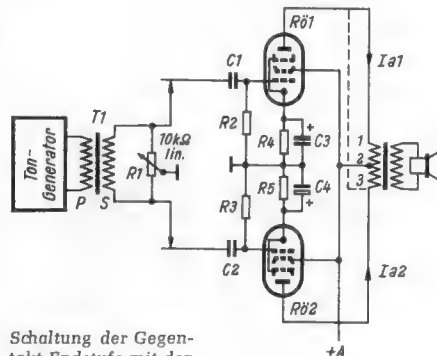 Rö1
C1
Ia1
T1
10kΩ
lin.
R1
Ton-
Generator
P
S
R2
R4
C3
1
2
3
R3
R5
C4
C2
Rö2
Ia2
+A
Schaltung der Gegen-
takt-Endstufe mit der